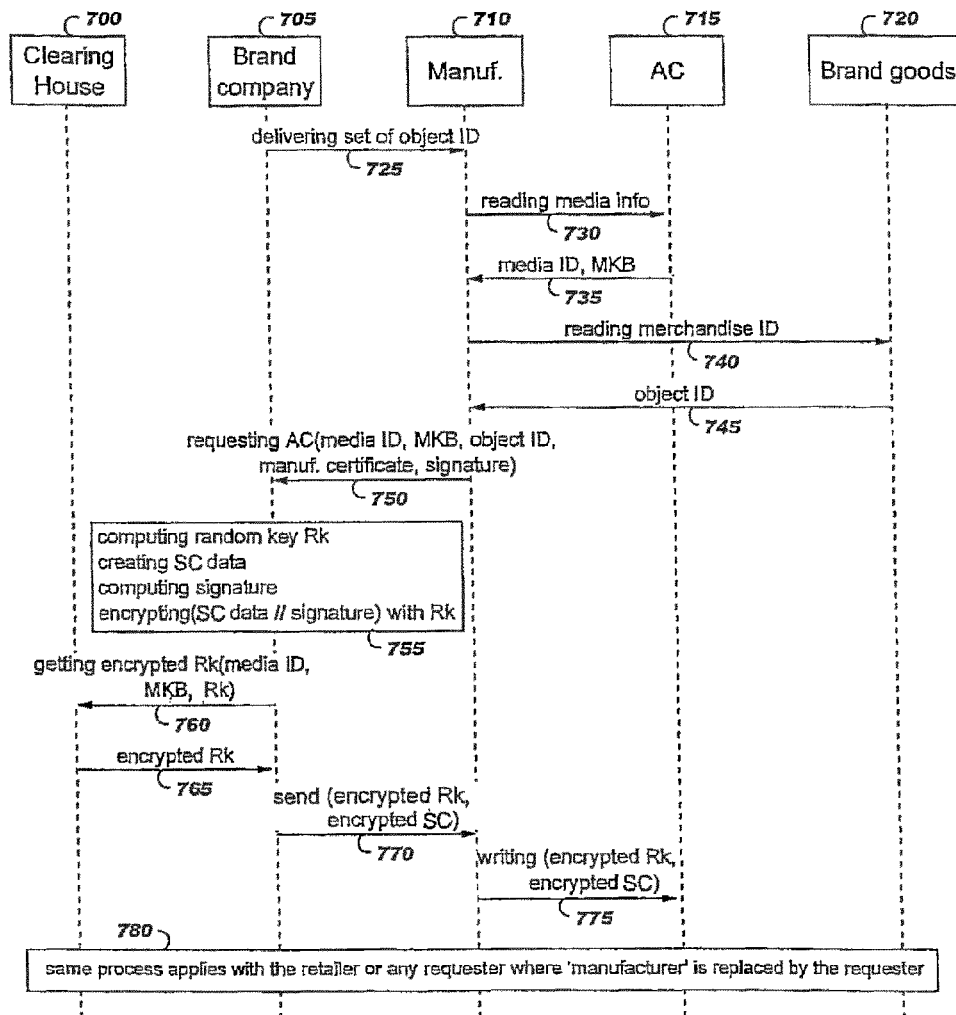 700
705
710
715
720
Clearing
House
Brand
company
Manuf.
AC
Brand goods
delivering set of object ID
725
reading media info
730
media ID, MKB
735
reading merchandise ID
740
object ID
745
requesting AC(media ID, MKB, object ID,
manuf. certificate, signature)
750
computing random key Rk
creating SC data
computing signature
encrypting(SC data // signature) with Rk
755
getting encrypted Rk(media ID,
MKB, Rk)
760
encrypted Rk
765
send (encrypted Rk,
encrypted SC)
770
writing (encrypted Rk,
encrypted SC)
775
780
same process applies with the retailer or any requester where 'manufacturer' is replaced by the requester